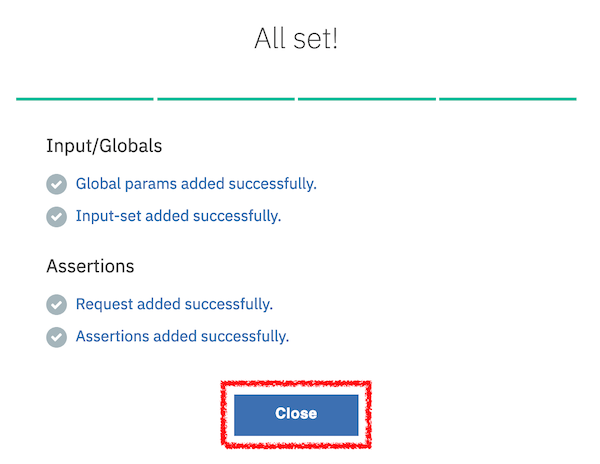 All set!
Input/Globals
Global params added successfully.
Input-set added successfully.
Assertions
Request added successfully.
Assertions added successfully.
Close